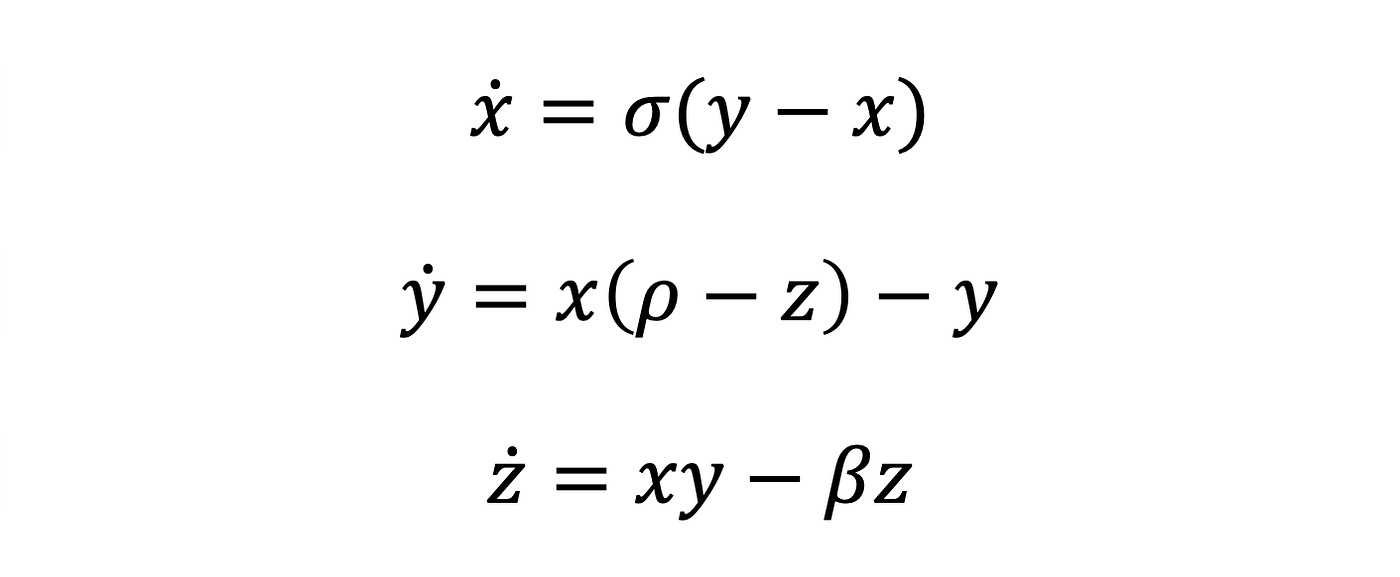 ẋ = σ(y − x)
ẏ = x(ρ − z) − y
ż = xy − βz